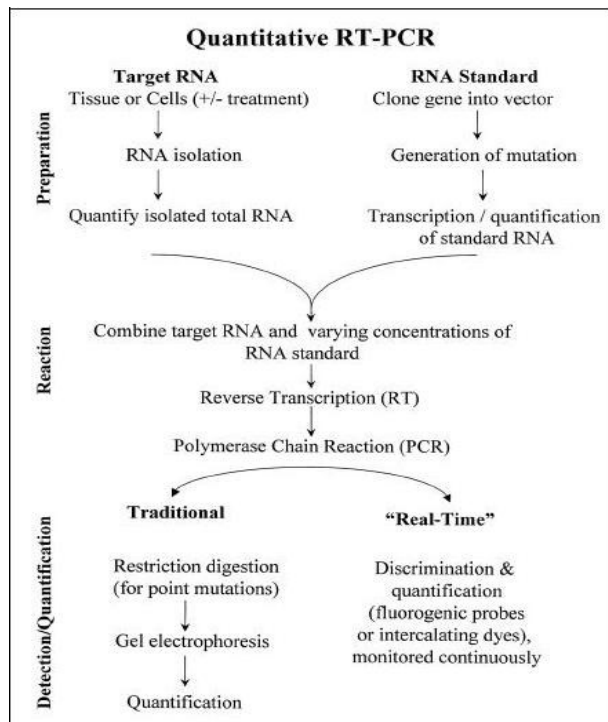 Quantitative RT-PCR
Target RNA
Tissue or Cells (+/- treatment)
RNA isolation
Quantify isolated total RNA
RNA Standard
Clone gene into vector
Generation of mutation
Transcription / quantification
of standard RNA
Preparation
Combine target RNA and varying concentrations of
RNA standard
Reverse Transcription (RT)
Polymerase Chain Reaction (PCR)
Reaction
Traditional
Restriction digestion
(for point mutations)
Gel electrophoresis
Quantification
"Real-Time"
Discrimination &
quantification
(fluorogenic probes
or intercalating dyes),
monitored continuously
Detection/Quantification